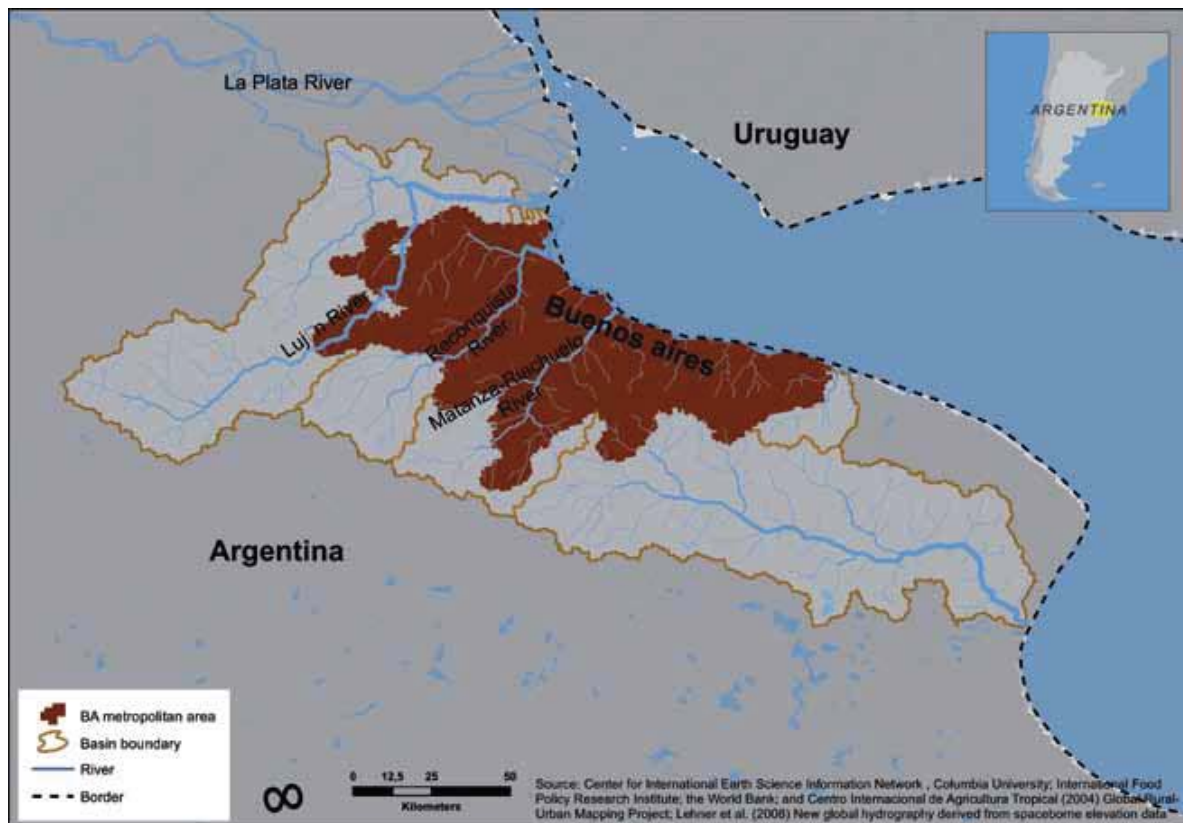 La Plata River
Uruguay
ARGENTINA
Luj n River
Reconquista
River
Buenos aires
Matanza-Riechuelo
River
Argentina
BA metropolitan area
Basin boundary
River
Border
0 12,5 25 50
Kilometers
Source: Center for International Earth Science Information Network , Columbia University; International Food
Policy Research Institute; the World Bank; and Centro Internacional de Agricultura Tropical (2004) Global Rural-
Urban Mapping Project; Lehner et al. (2008) New global hydrography derived from spaceborne elevation data